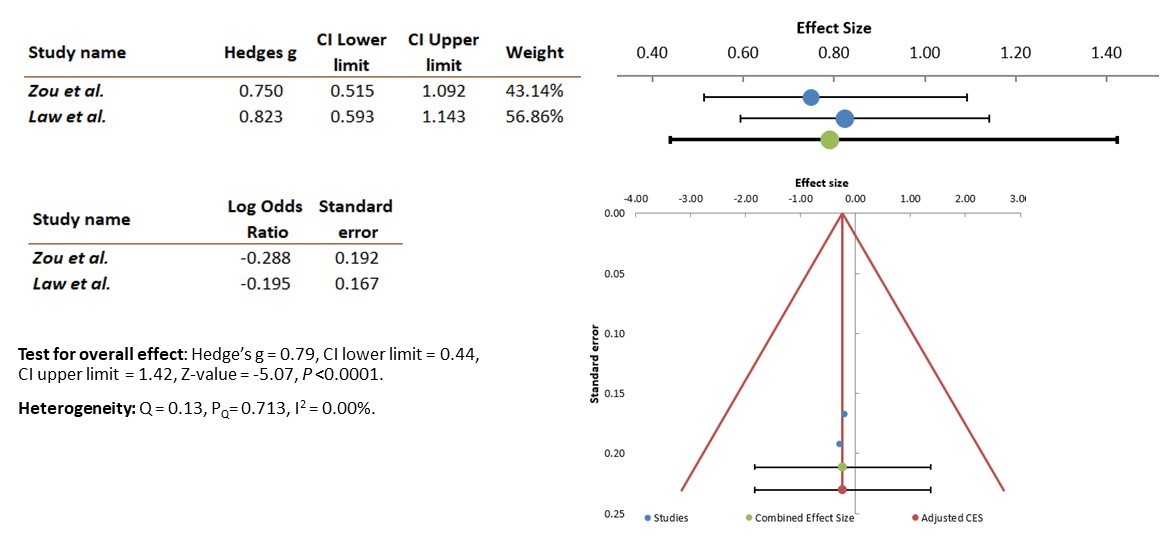 Study name Hedges g CI Lower limit CI Upper limit Weight
Zou et al. 0.750 0.515 1.092 43.14%
Law et al. 0.823 0.593 1.143 56.86%
Study name Log Odds Ratio Standard error
Zou et al. -0.288 0.192
Law et al. -0.195 0.167
Test for overall effect: Hedge's g = 0.79, CI lower limit = 0.44,
CI upper limit = 1.42, Z-value = -5.07, P <0.0001.
Heterogeneity: Q = 0.13, PQ= 0.713, I2 = 0.00%.
Effect Size
0.40 0.60 0.80 1.00 1.20 1.40
Effect size
-4.00 -3.00 -2.00 -1.00 0.00 1.00 2.00 3.0
0.00
0.05
0.10
0.15
0.20
0.25
Standard error
Studies Combined Effect Size Adjusted CES